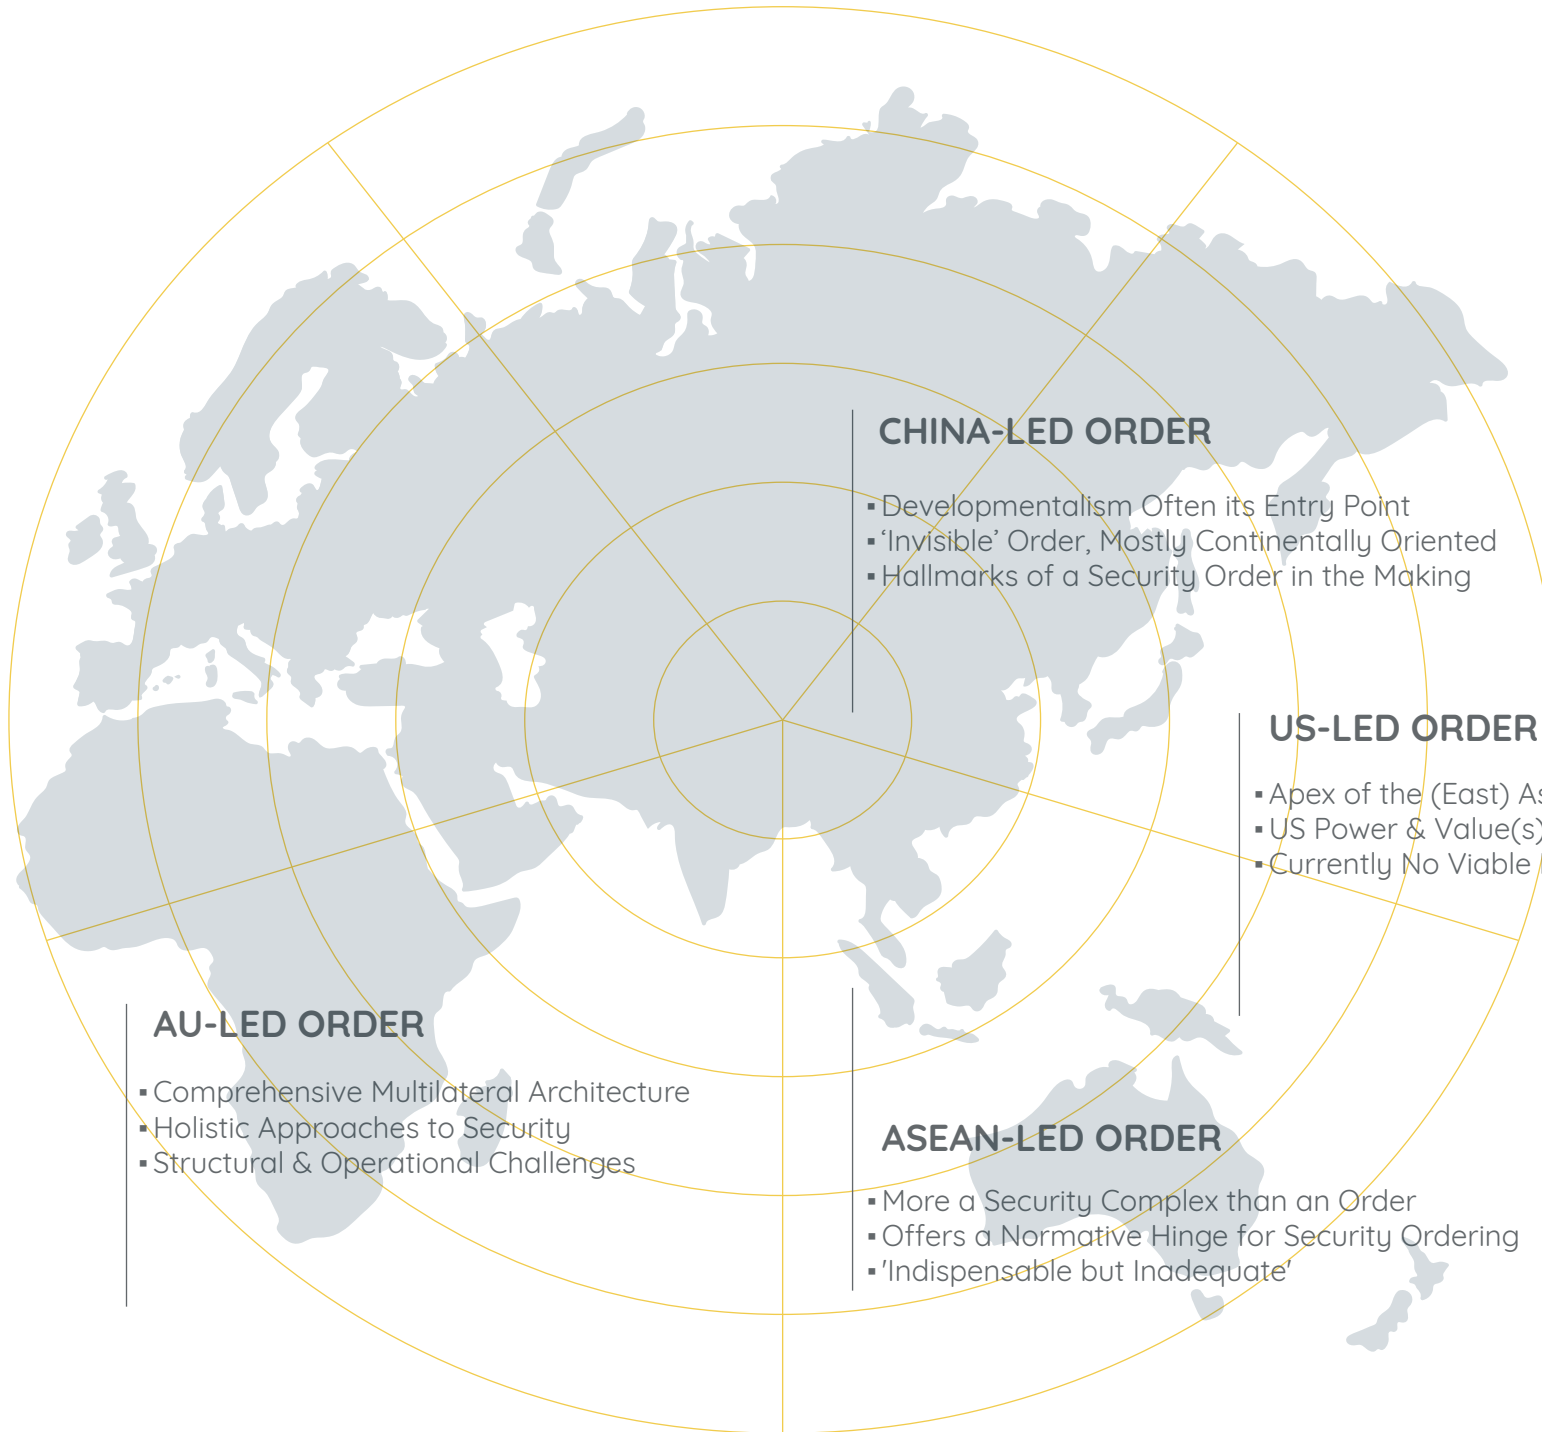 CHINA-LED ORDER
▪ Developmentalism Often its Entry Point
▪ ‘Invisible’ Order, Mostly Continentally Oriented
▪ Hallmarks of a Security Order in the Making
US-LED ORDER
▪ Apex of the (East)
▪ US Power & Value(s)
▪ Currently No Viable
AU-LED ORDER
▪ Comprehensive Multilateral Architecture
▪ Holistic Approaches to Security
▪ Structural & Operational Challenges
ASEAN-LED ORDER
▪ More a Security Complex than an Order
▪ Offers a Normative Hinge for Security Ordering
▪ 'Indispensable but Inadequate'